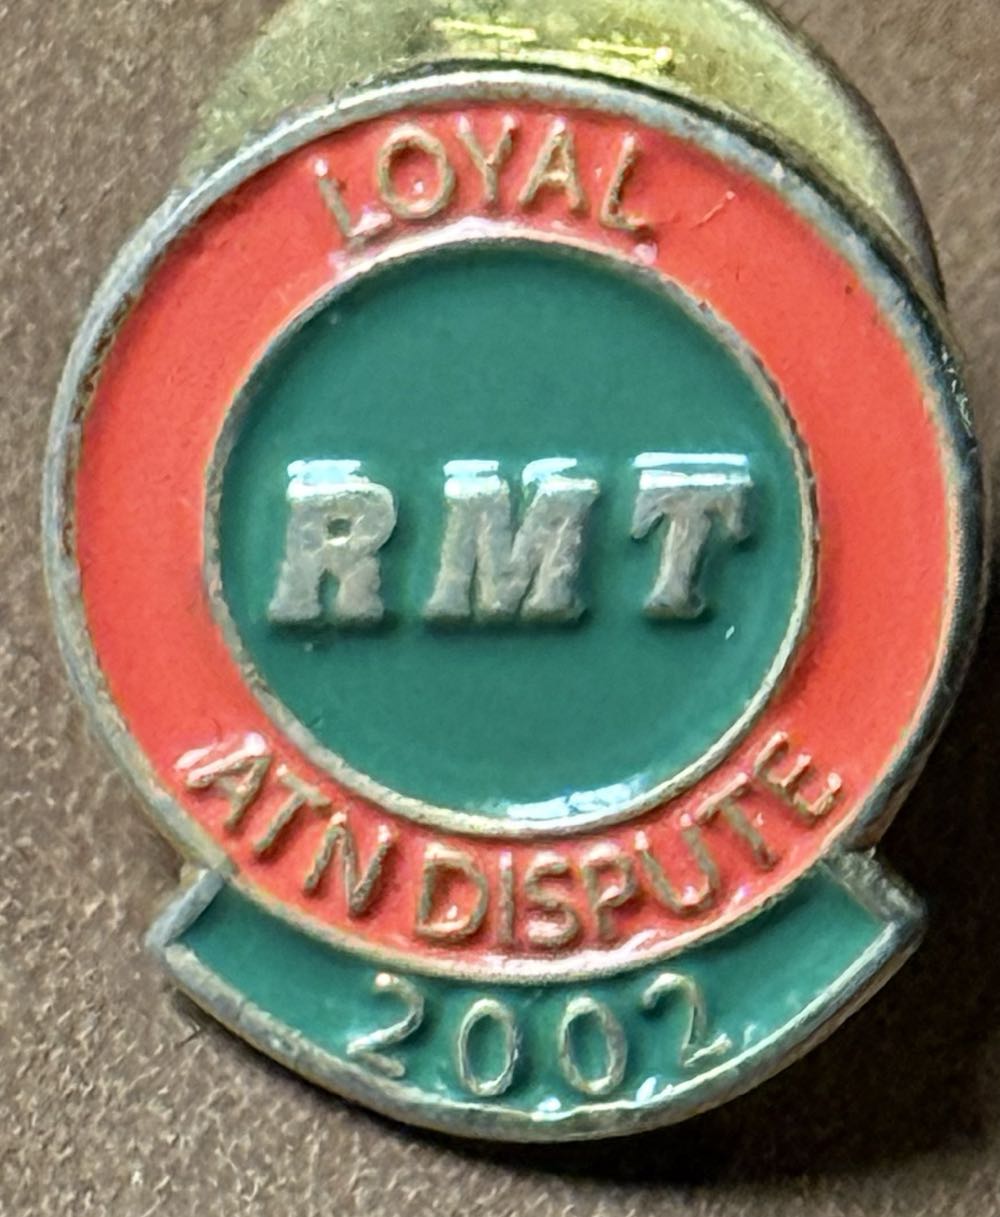 LOYAL
RMT
ATN DISPUTE
2002